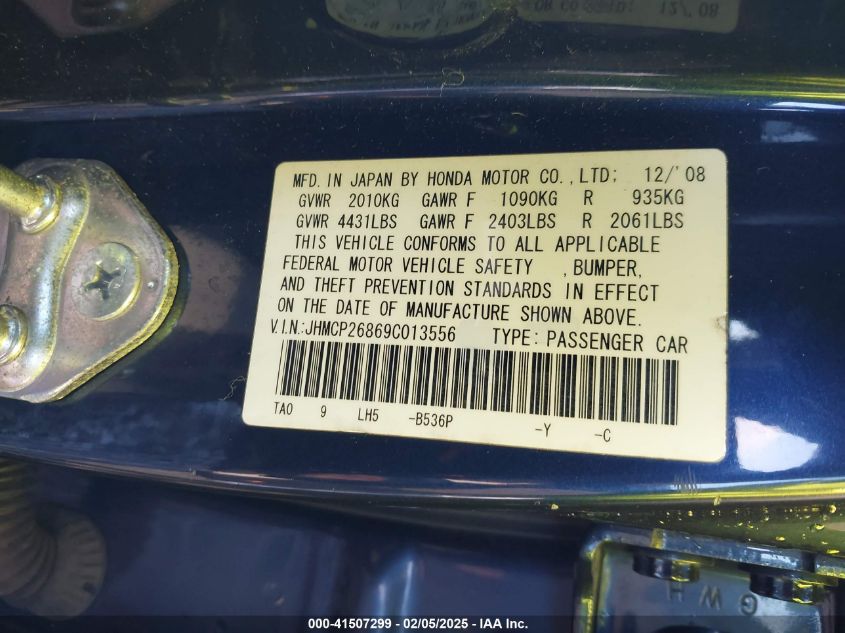 MFD. IN JAPAN BY HONDA MOTOR CO., LTD: 12/'08
GVWR 2010KG GAWR F 1090KG R 935KG
GVWR 4431LBS GAWR F 2403LBS R 2061LBS
THIS VEHICLE CONFORMS TO ALL APPLICABLE
FEDERAL MOTOR VEHICLE SAFETY , BUMPER,
AND THEFT PREVENTION STANDARDS IN EFFECT
ON THE DATE OF MANUFACTURE SHOWN ABOVE.
V.I.N.:JHMCP26869C013556 TYPE: PASSENGER CAR
TAO 9 LH5 -B536P -Y -C
G W H
000-41507299 - 02/05/2025 - IAA Inc.